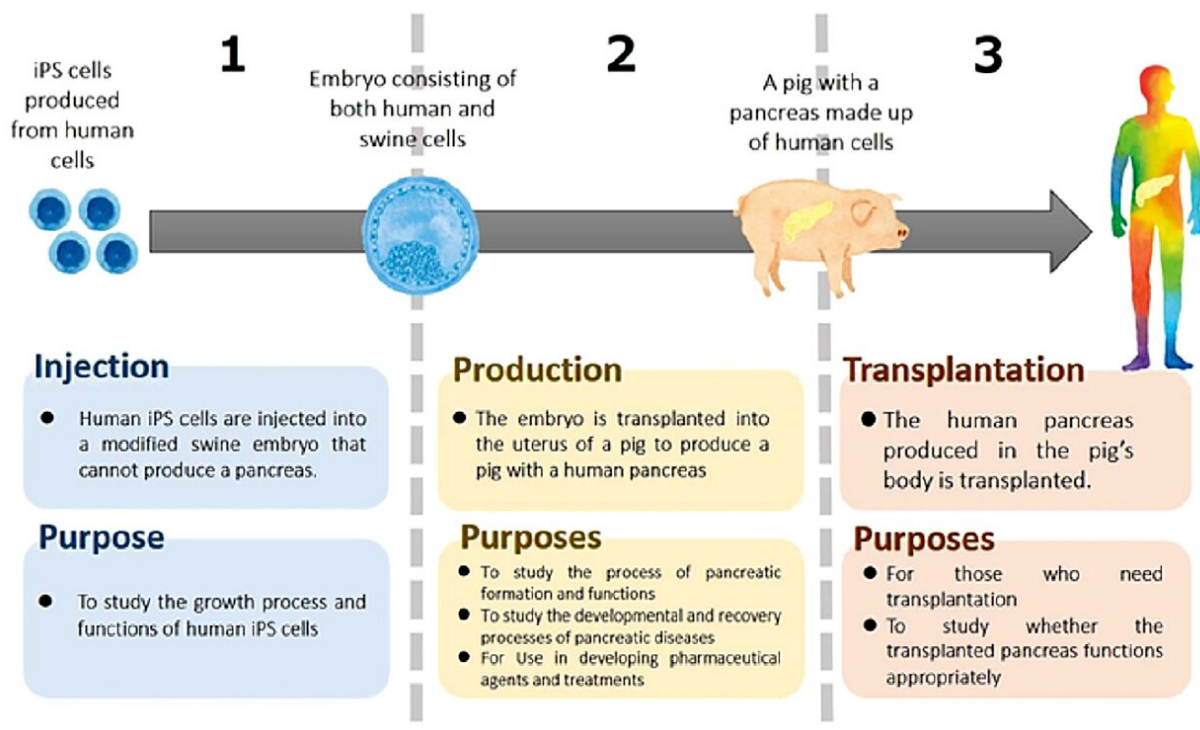 1
2
3
iPS cells
produced
from human
cells
Embryo consisting of
both human and
swine cells
A pig with a
pancreas made up
of human cells
Injection
● Human iPS cells are injected into
a modified swine embryo that
cannot produce a pancreas.
Purpose
● To study the growth process and
functions of human iPS cells
Production
● The embryo is transplanted into
the uterus of a pig to produce a
pig with a human pancreas
Purposes
● To study the process of pancreatic
formation and functions
● To study the developmental and recovery
processes of pancreatic diseases
● For Use in developing pharmaceutical
agents and treatments
Transplantation
● The human pancreas
produced in the pig's
body is transplanted.
Purposes
● For those who need
transplantation
● To study whether the
transplanted pancreas functions
appropriately